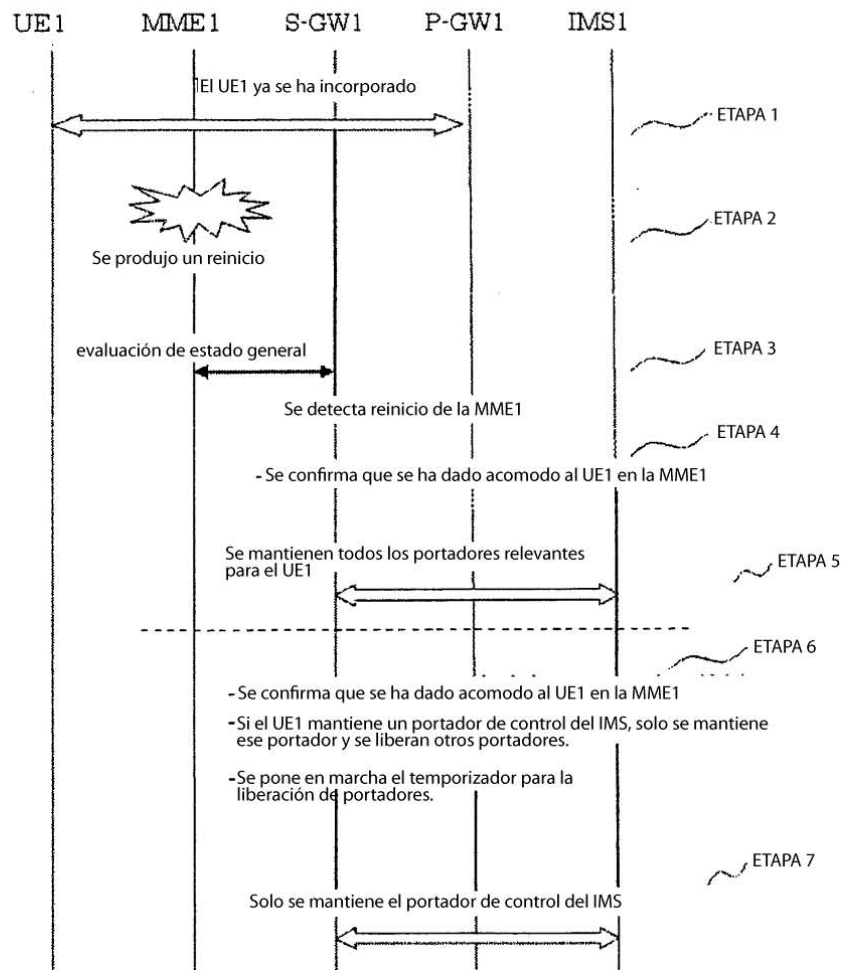 UE1 MME1 S-GW1 P-GW1 IMS1
El UE1 ya se ha incorporado
ETAPA 1
ETAPA 2
Se produjo un reinicio
evaluación de estado general
ETAPA 3
Se detecta reinicio de la MME1
ETAPA 4
- Se confirma que se ha dado acomodo al UE1 en la MME1
Se mantienen todos los portadores relevantes
para el UE1
ETAPA 5
ETAPA 6
- Se confirma que se ha dado acomodo al UE1 en la MME1
- Si el UE1 mantiene un portador de control del IMS, solo se mantiene
ese portador y se liberan otros portadores.
- Se pone en marcha el temporizador para la
liberación de portadores.
ETAPA 7
Solo se mantiene el portador de control del IMS